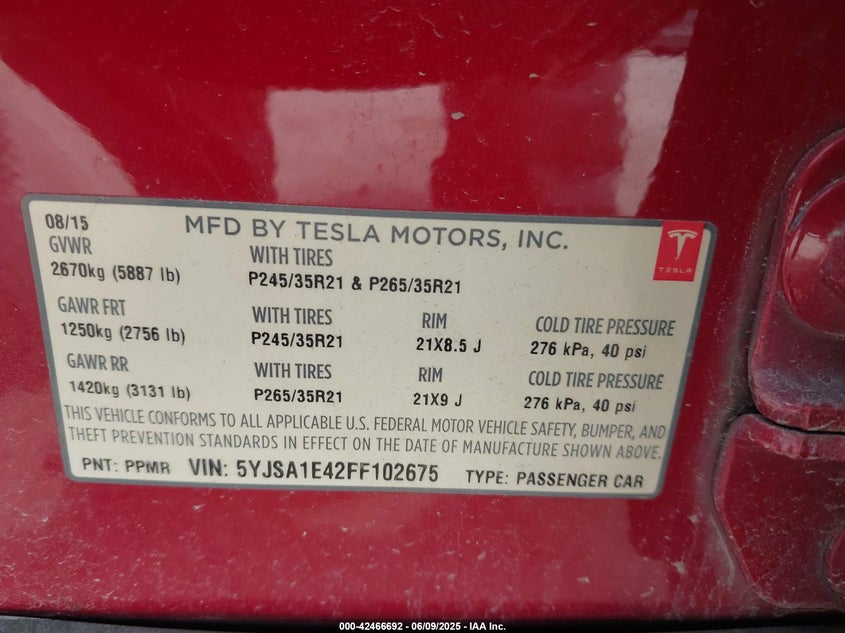 08/15 MFD BY TESLA MOTORS, INC.
GVWR WITH TIRES
2670kg (5887 lb) P245/35R21 & P265/35R21
TESLA
GAWR FRT WITH TIRES RIM COLD TIRE PRESSURE
1250kg (2756 lb) P245/35R21 21X8.5 J 276 kPa, 40 psi
GAWR RR WITH TIRES RIM COLD TIRE PRESSURE
1420kg (3131 lb) P265/35R21 21X9 J 276 kPa, 40 psi
THIS VEHICLE CONFORMS TO ALL APPLICABLE U.S. FEDERAL MOTOR VEHICLE SAFETY, BUMPER, AND
THEFT PREVENTION STANDARDS IN EFFECT ON THE DATE OF MANUFACTURE SHOWN ABOVE.
PNT: PPMR VIN: 5YJSA1E42FF102675 TYPE: PASSENGER CAR
000-42466692 - 06/09/2025 - IAA Inc.